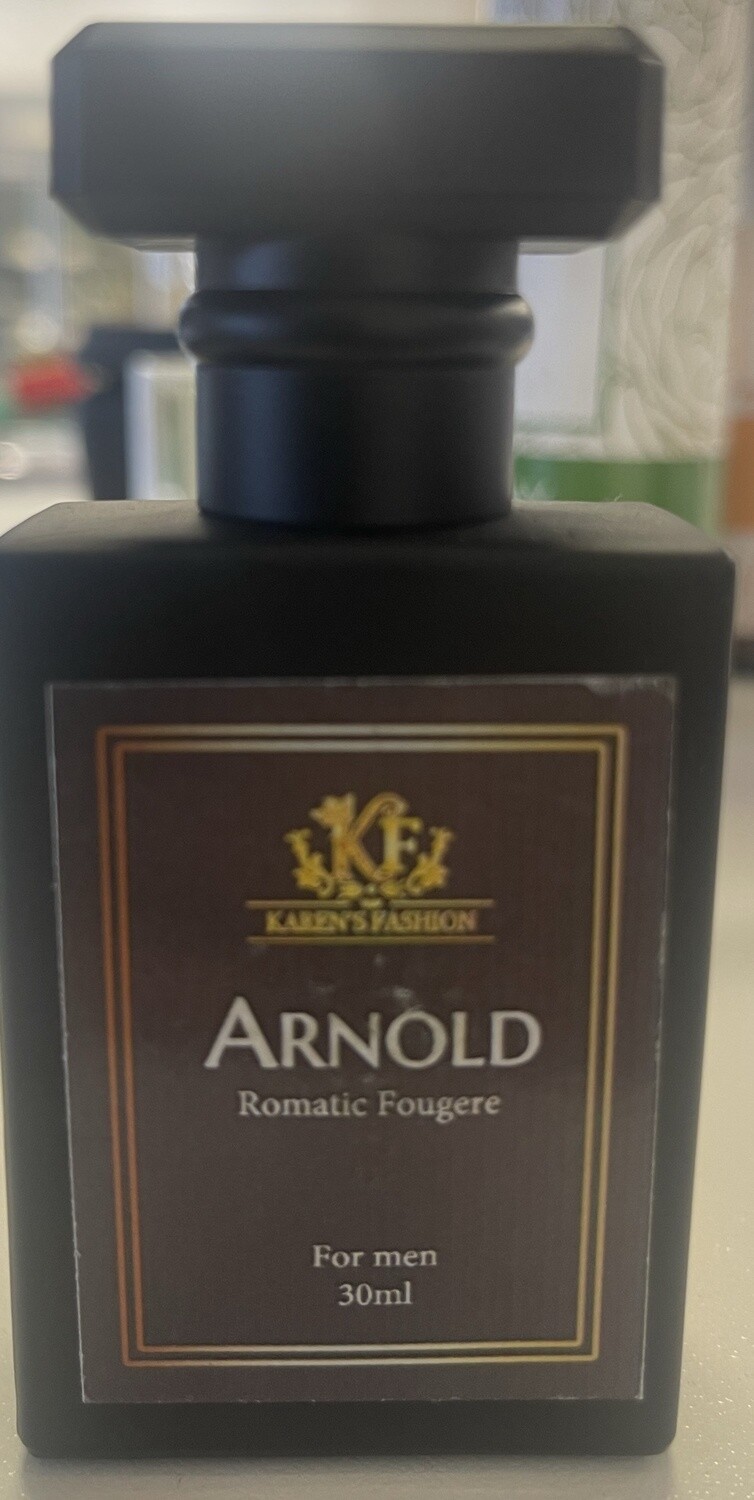 KF
KAREN'S FASHION
ARNOLD
Romatic Fougere
For men
30ml